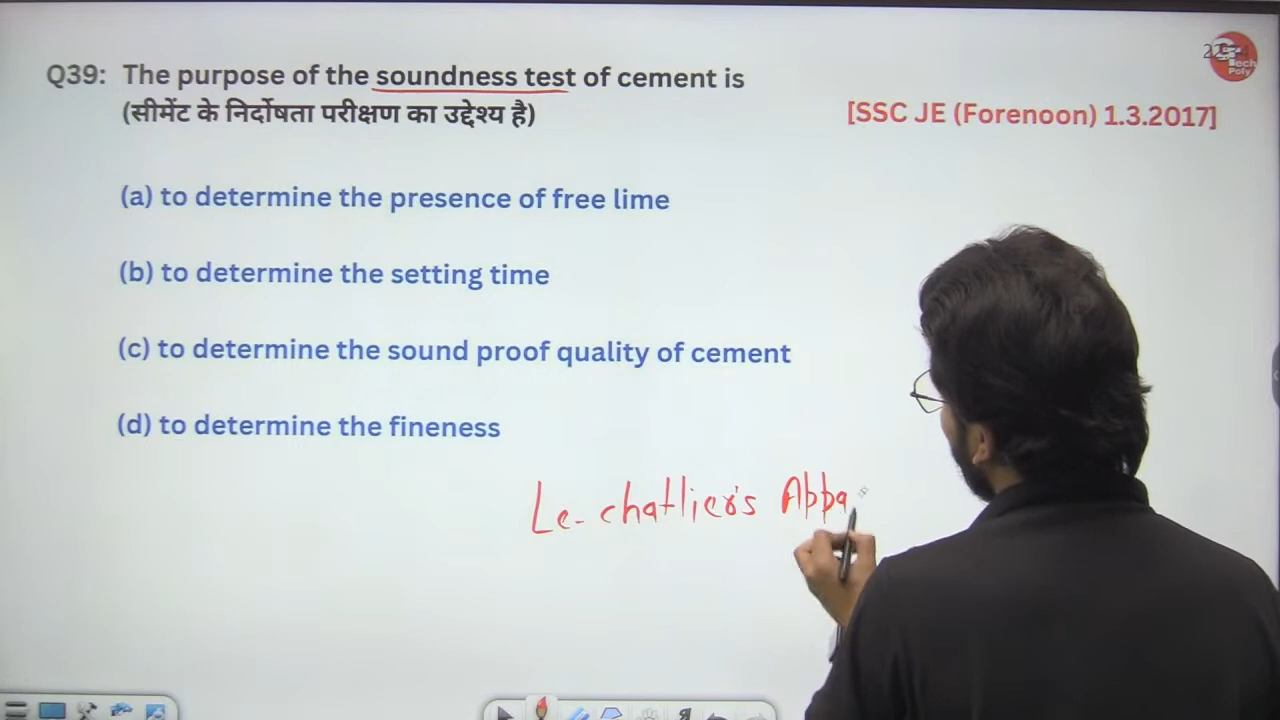 Q39: The purpose of the soundness test of cement is
(सीमेंट के निर्दोषता परीक्षण का उद्देश्य है)
[SSC JE (Forenoon) 1.3.2017]
(a) to determine the presence of free lime
(b) to determine the setting time
(c) to determine the sound proof quality of cement
(d) to determine the fineness
Le-chatlier's Appa
Tech
Poly